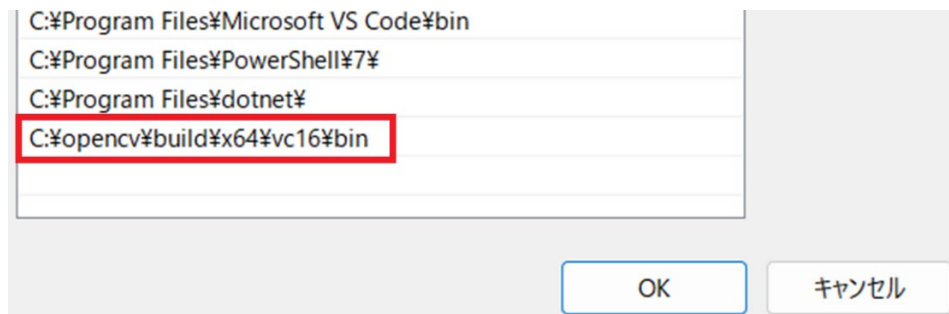 C:¥Program Files¥Microsoft VS Code¥bin
C:¥Program Files¥PowerShell¥7¥
C:¥Program Files¥dotnet¥
C:¥opencv¥build¥x64¥vc16¥bin
OK キャンセル